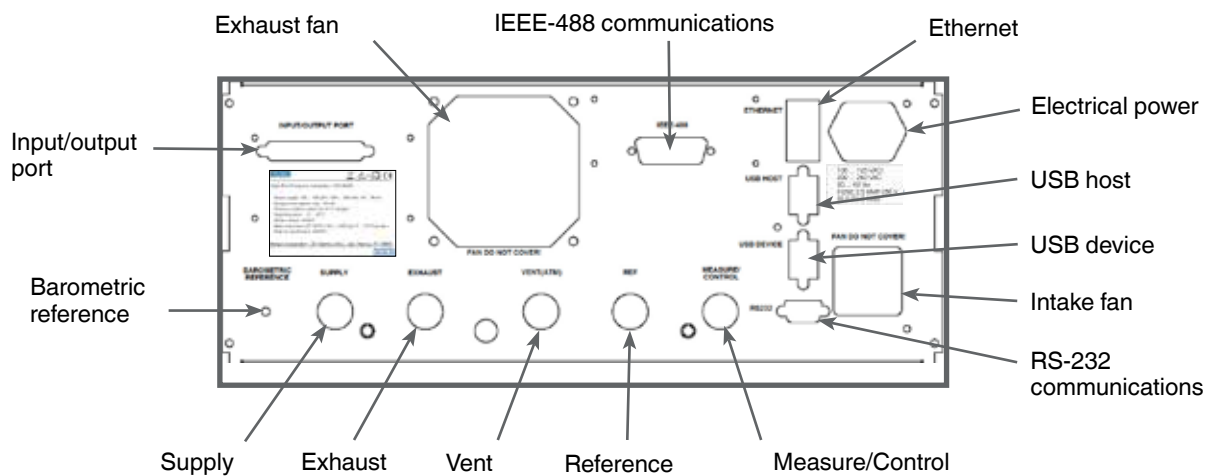 Exhaust fan
IEEE-488 communications
Ethernet
Electrical power
Input/output
port
USB host
USB device
Intake fan
Barometric
reference
RS-232
communications
Supply
Exhaust
Vent
Reference
Measure/Control
INPUT/OUTPUT PORT
IEEE-488
ETHERNET
USB HOST
USB DEVICE
FAN DO NOT COVER!
FAN DO NOT COVER!
BAROMETRIC
REFERENCE
SUPPLY
EXHAUST
VENT(ATM)
REF
MEASURE/
CONTROL
RS232